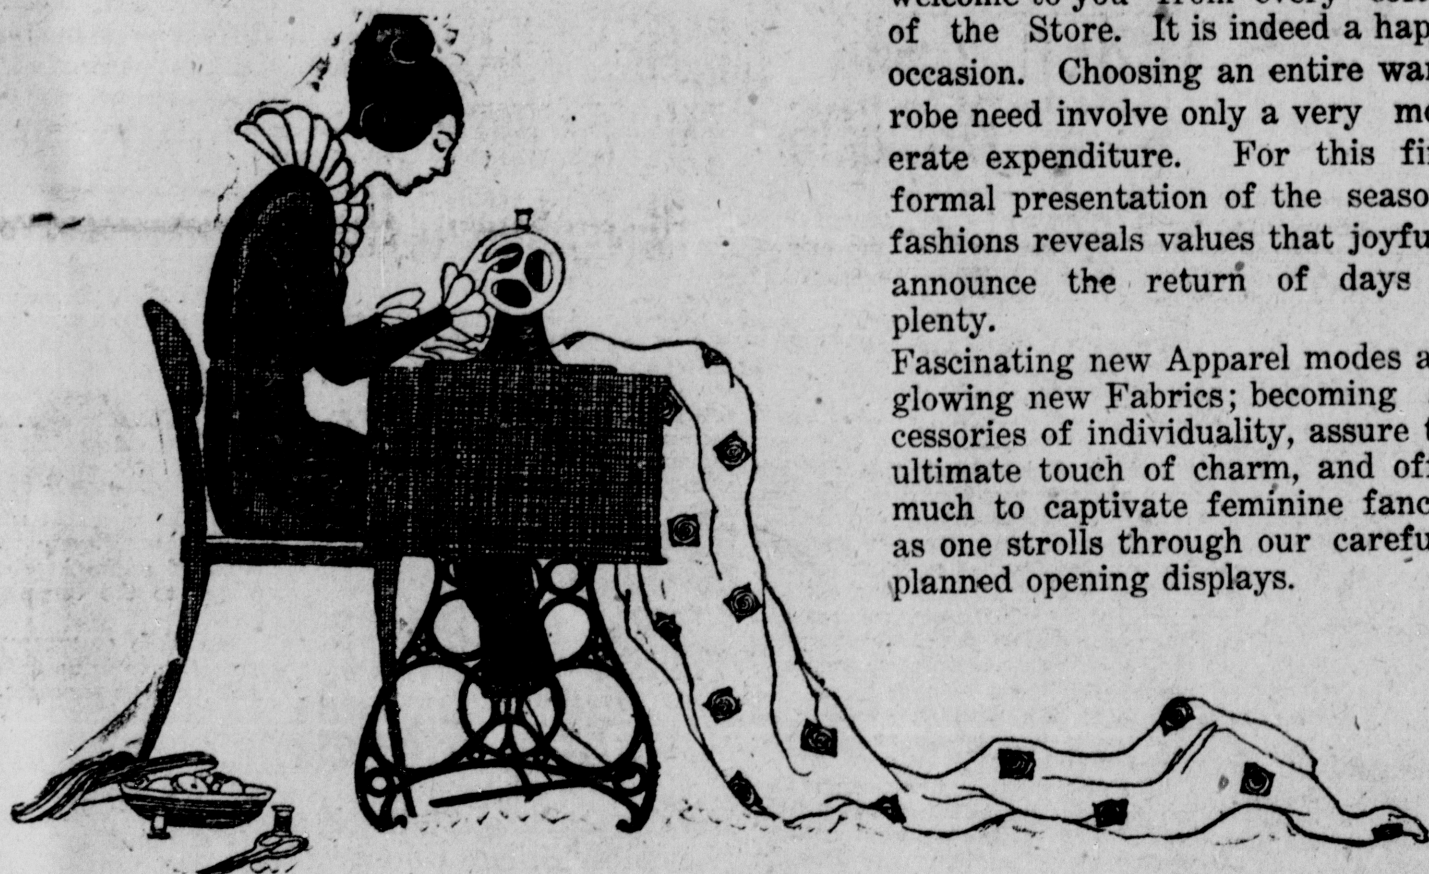 of the Store. It is indeed a hap
occasion. Choosing an entire wa
robe need involve only a very m
erate expenditure. For this fi
formal presentation of the seaso
fashions reveals values that joyfu
announce the return of days
plenty.
Fascinating new Apparel modes a
glowing new Fabrics; becoming
cessories of individuality, assure t
ultimate touch of charm, and of
much to captivate feminine fanc
as one strolls through our carefu
planned opening displays.